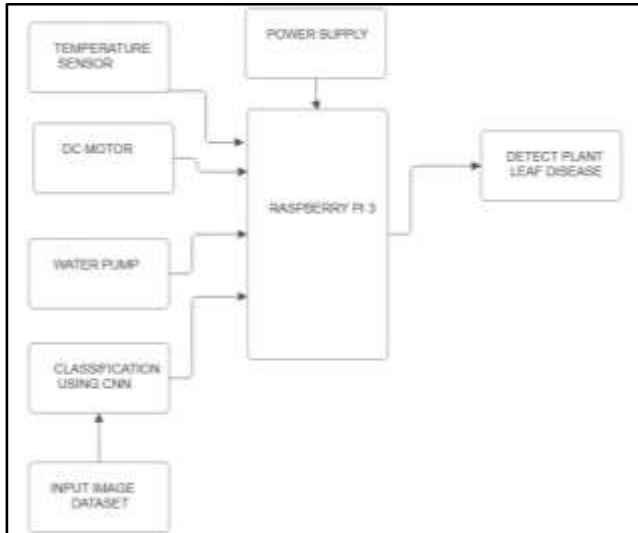 POWER SUPPLY
TEMPERATURE
SENSOR
DC MOTOR
DETECT PLANT
LEAF DISEASE
RASPBERRY PI 3
WATER PUMP
CLASSIFICATION
USING CNN
INPUT IMAGE
DATASET